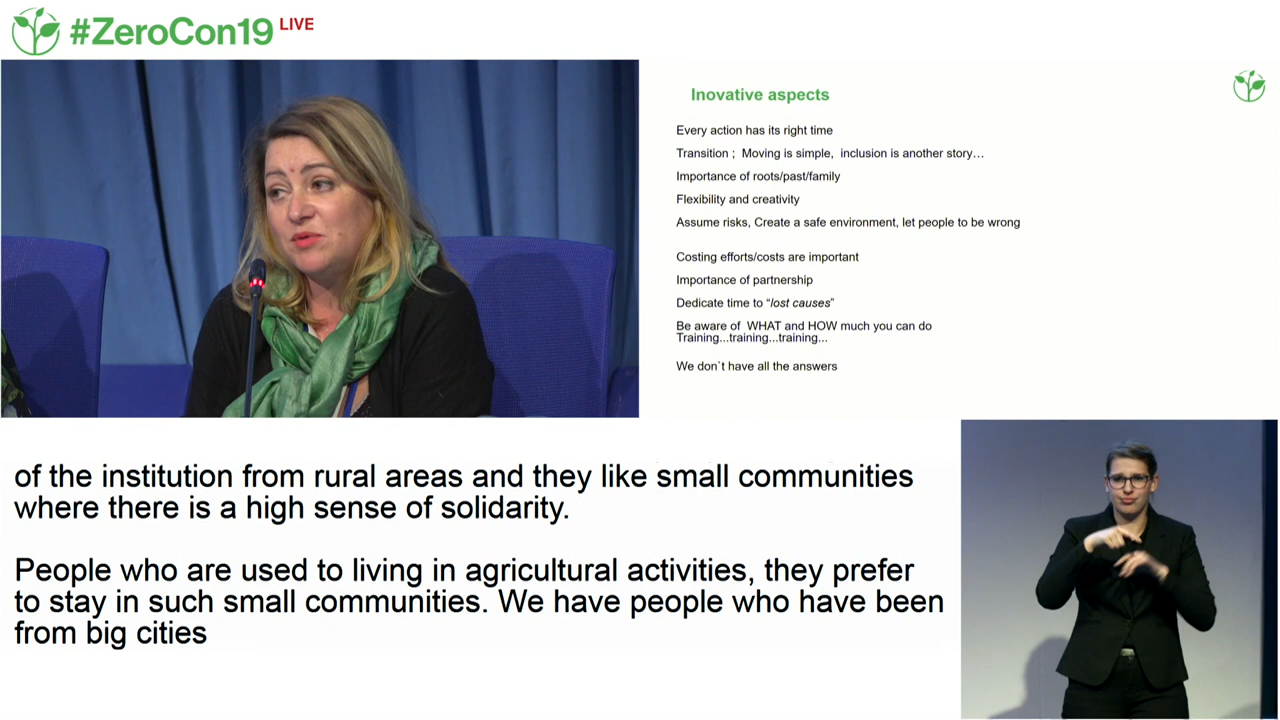 #ZeroCon19 LIVE
Inovative aspects
Every action has its right time
Transition ; Moving is simple, inclusion is another story…
Importance of roots/past/family
Flexibility and creativity
Assume risks, Create a safe environment, let people to be wrong
Costing efforts/costs are important
Importance of partnership
Dedicate time to “lost causes”
Be aware of WHAT and HOW much you can do
Training...training...training...
We don`t have all the answers
of the institution from rural areas and they like small communities
where there is a high sense of solidarity.
People who are used to living in agricultural activities, they prefer
to stay in such small communities. We have people who have been
from big cities